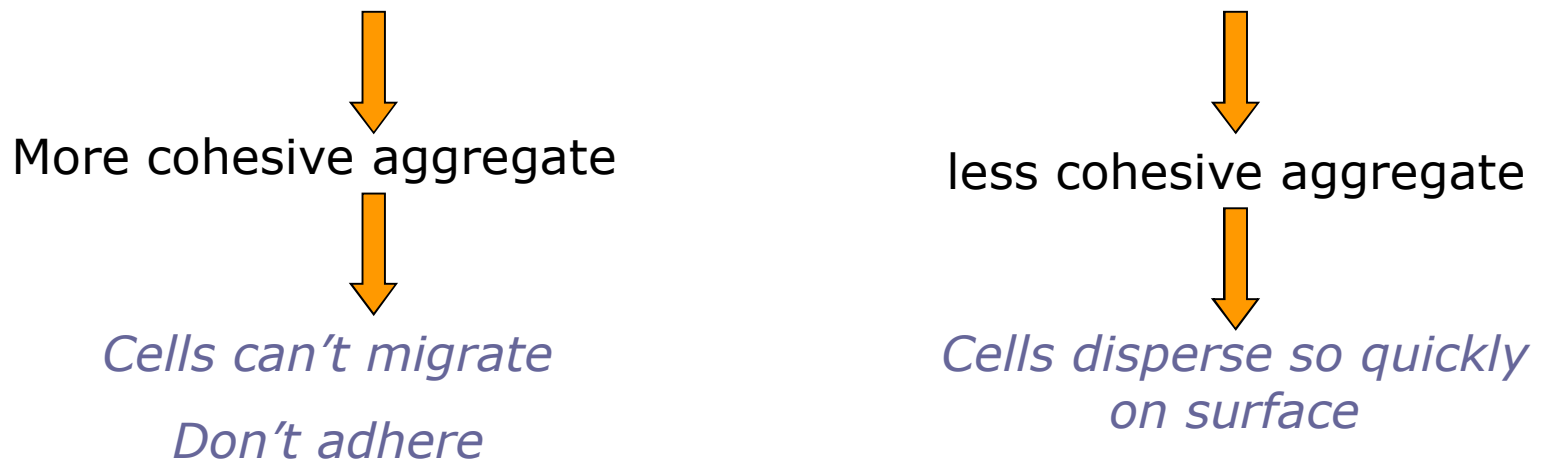 More cohesive aggregate
Cells can’t migrate
Don’t adhere
less cohesive aggregate
Cells disperse so quickly
on surface